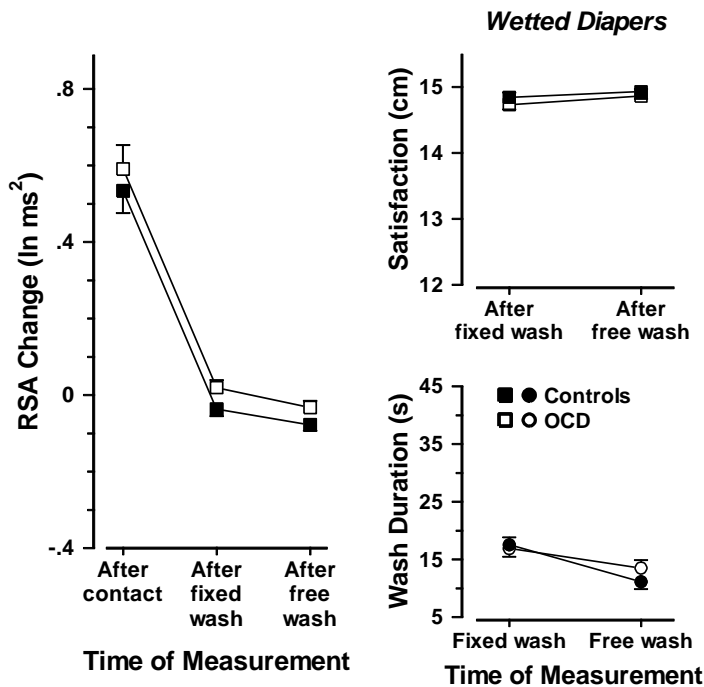 Wetted Diapers
RSA Change (ln ms2)
.8
.4
0
-.4
After contact
After fixed wash
After free wash
Time of Measurement
Satisfaction (cm)
15
14
13
12
After fixed wash
After free wash
Wash Duration (s)
45
35
25
15
5
Controls
OCD
Fixed wash
Free wash
Time of Measurement